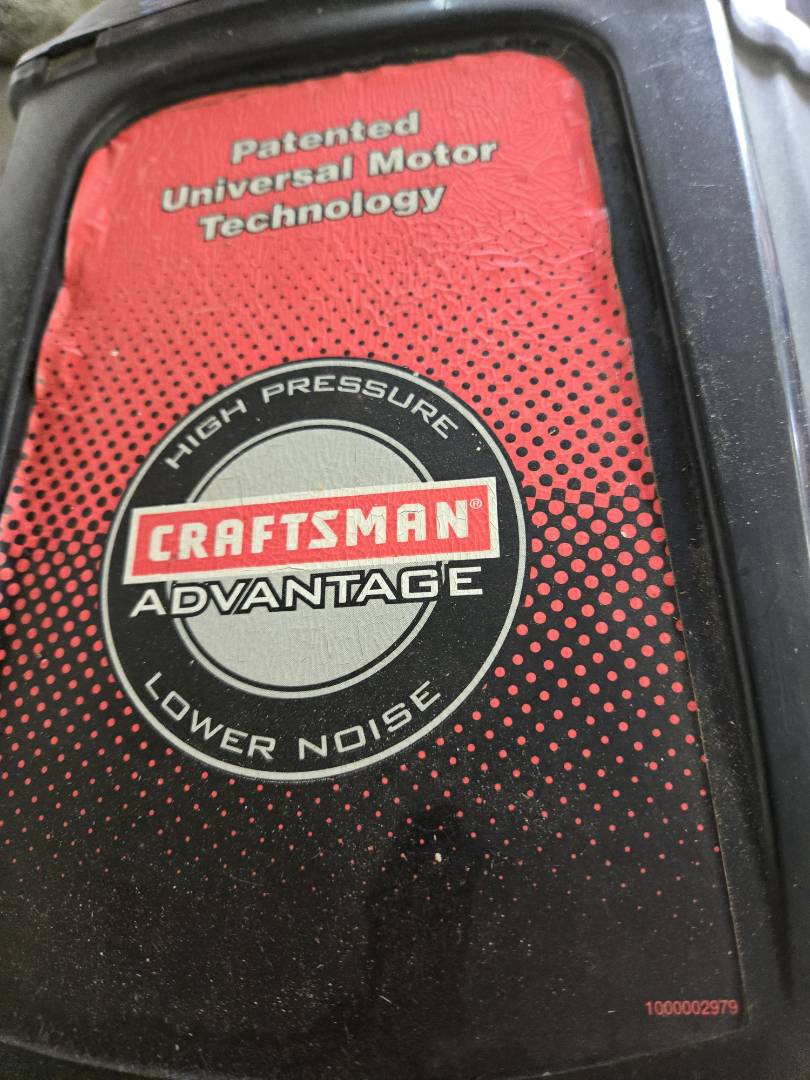 Patented
Universal Motor
Technology
HIGH PRESSURE
CRAFTSMAN®
ADVANTAGE
LOWER NOISE
1000002979